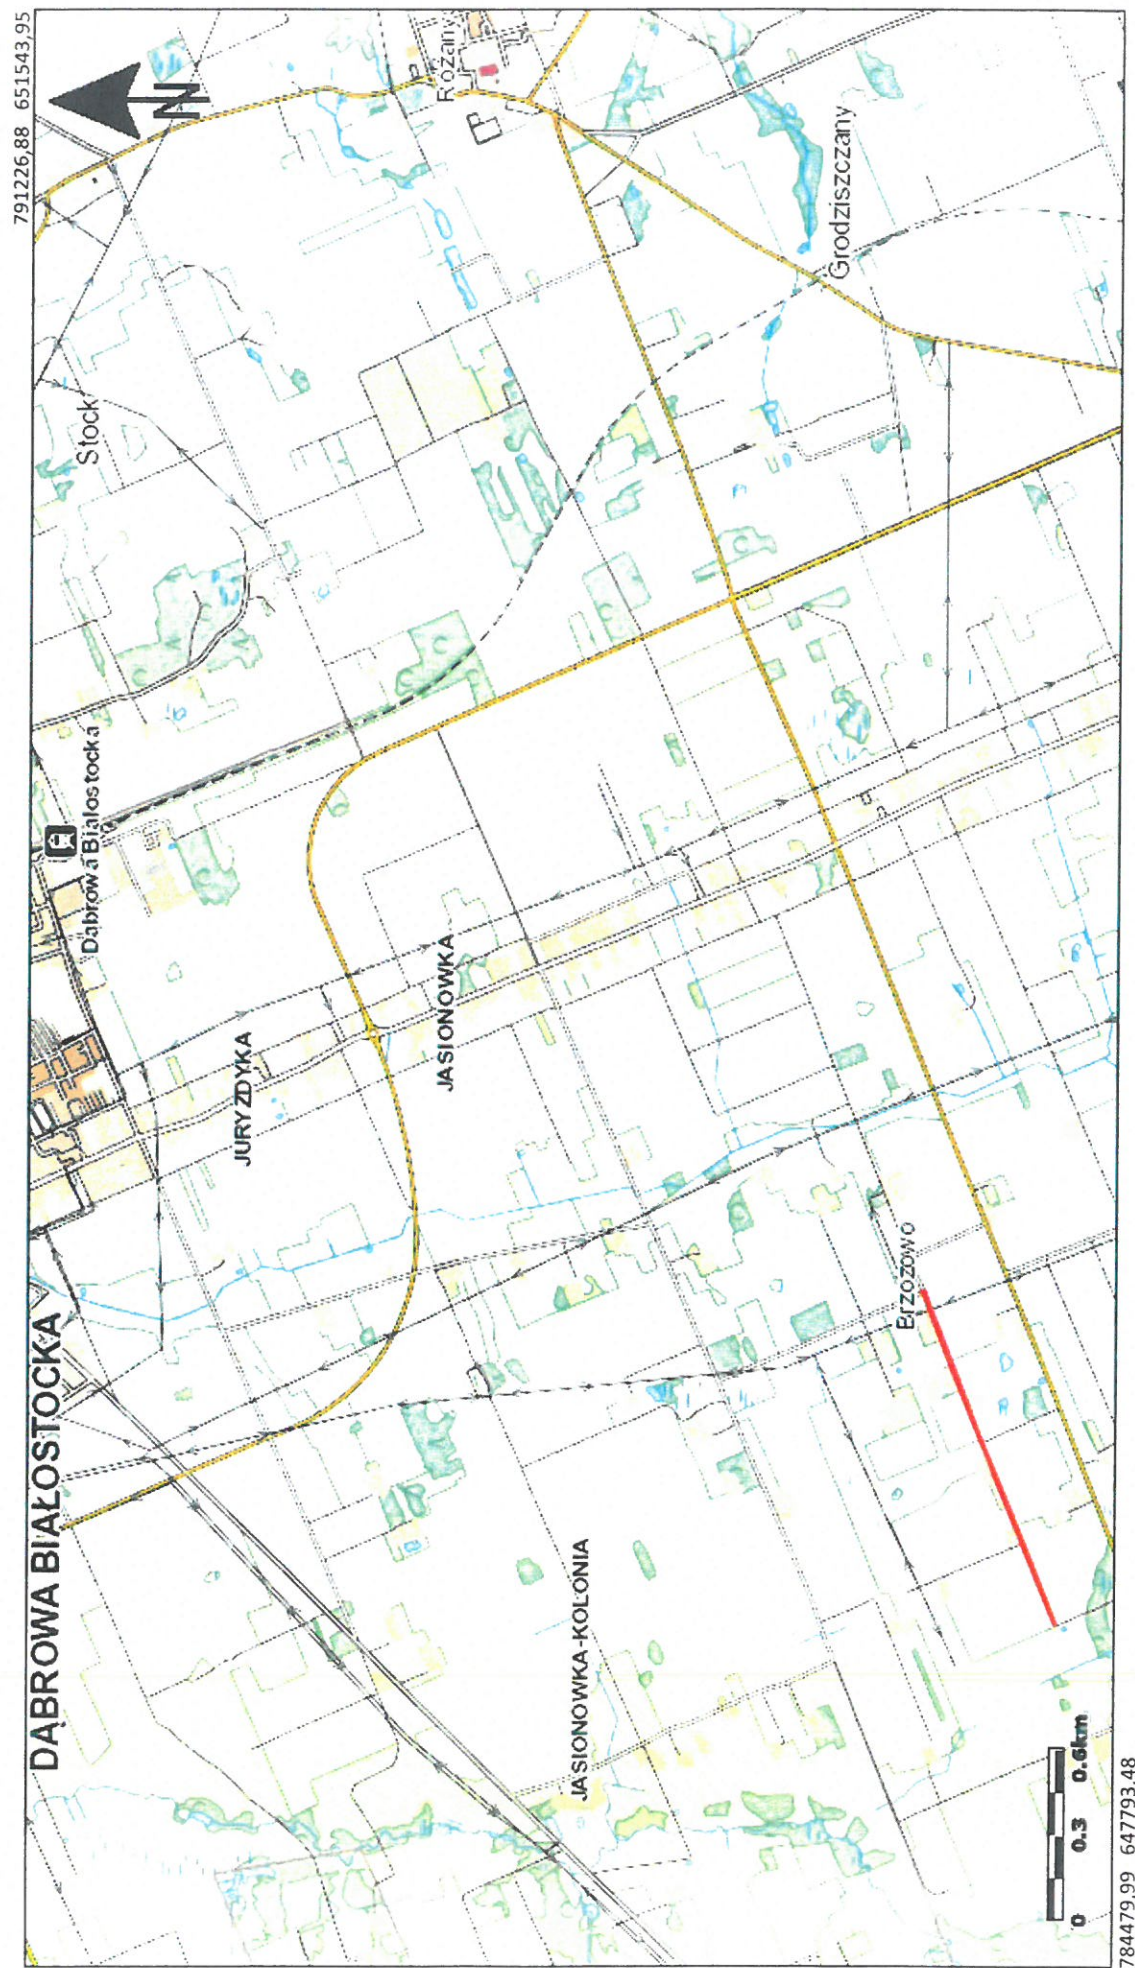 791226,88 651543,95
N
DĄBROWA BIAŁOSTOCKA
Dąbrowa Białostocka
Stock
Różany
JURYZDYKA
JASIONOWKA
JASIONOWKA-KOLONIA
Grodziszczany
Brzozowo
0 0.3 0.6km
784479.99 647793.48